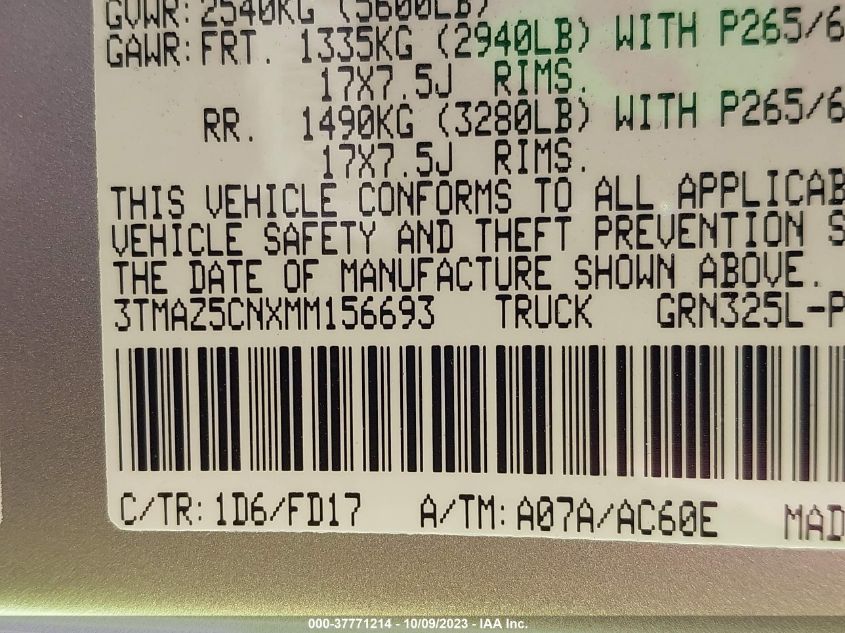 GVWR: 2540KG (5600LB)
GAWR: FRT. 1335KG (2940LB) WITH P265/6
17X7.5J RIMS.
RR. 1490KG (3280LB) WITH P265/6
17X7.5J RIMS.
THIS VEHICLE CONFORMS TO ALL APPLICAB
VEHICLE SAFETY AND THEFT PREVENTION S
THE DATE OF MANUFACTURE SHOWN ABOVE.
3TMAZ5CNXMM156693 TRUCK GRN325L-P
C/TR: 1D6/FD17 A/TM: A07A/AC60E MAD
000-37771214 - 10/09/2023 - IAA Inc.